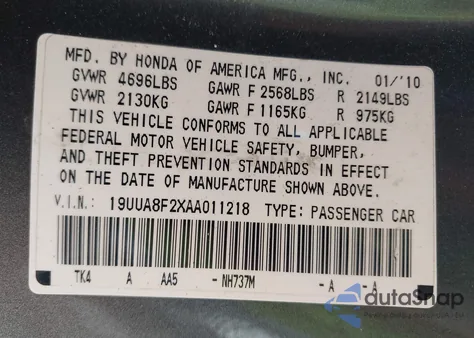 MFD. BY HONDA OF AMERICA MFG., INC. 01/'10
GVWR 4696LBS GAWR F 2568LBS R 2149LBS
GVWR 2130KG GAWR F 1165KG R 975KG
THIS VEHICLE CONFORMS TO ALL APPLICABLE
FEDERAL MOTOR VEHICLE SAFETY, BUMPER,
AND THEFT PREVENTION STANDARDS IN EFFECT
ON THE DATE OF MANUFACTURE SHOWN ABOVE.
V.I.N.: 19UUA8F2XAA011218 TYPE: PASSENGER CAR
TK4 A AA5 - NH737M - A - A
autaSnap